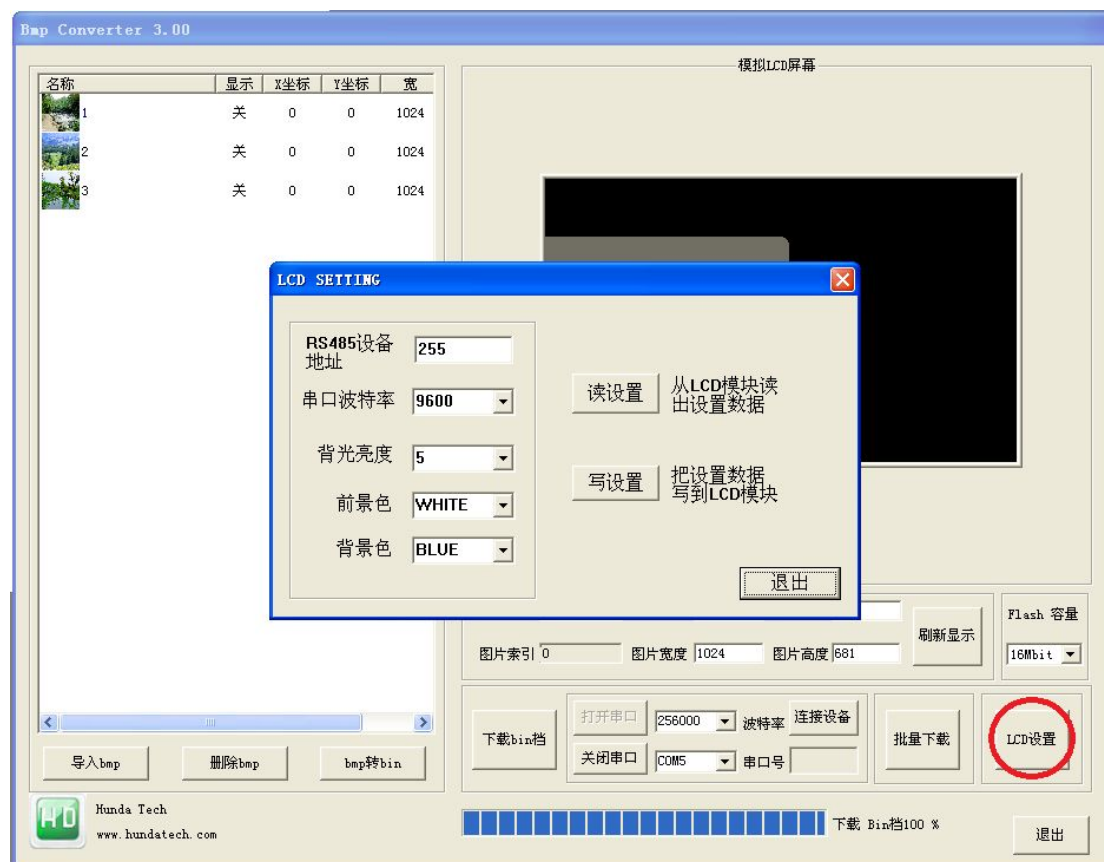 Bmp Converter 3.00
名称 显示 X坐标 Y坐标 宽
1 关 0 0 1024
2 关 0 0 1024
3 关 0 0 1024
导入bmp 删除bmp bmp转bin
Hunda Tech
www.hundatech.com
模拟LCD屏幕
LCD SETTING
RS485设备
地址
255
串口波特率 9600
背光亮度 5
前景色 WHITE
背景色 BLUE
读设置
从LCD模块读
出设置数据
写设置
把设置数据
写到LCD模块
退出
图片索引 0 图片宽度 1024 图片高度 681
刷新显示
Flash 容量
16Mbit
下载bin档
打开串口 256000 波特率 连接设备
关闭串口 COM5 串口号
批量下载
LCD设置
下载 Bin档100 %
退出